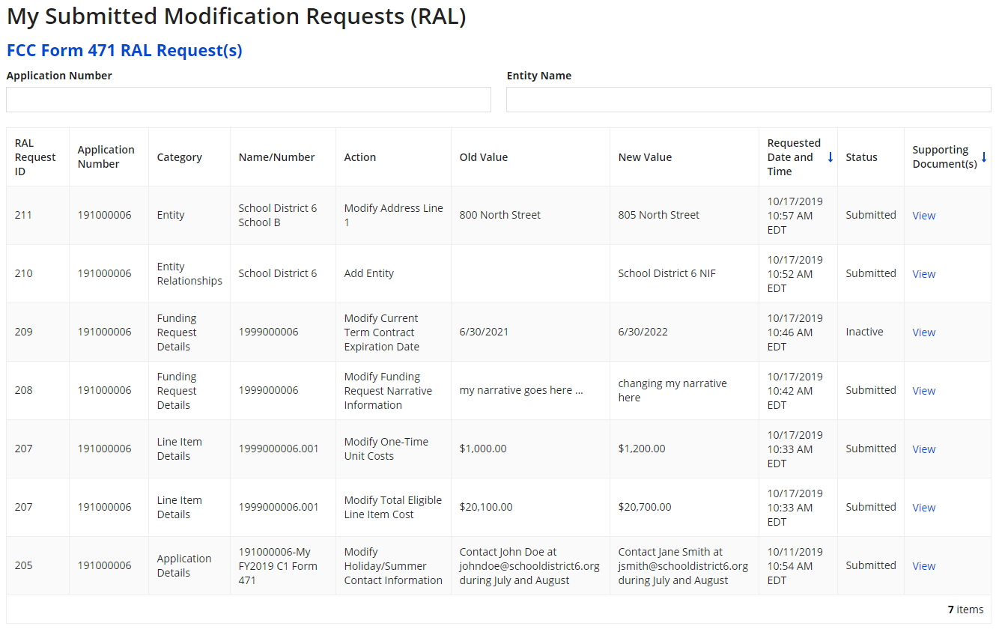 My Submitted Modification Requests (RAL)
FCC Form 471 RAL Request(s)
Application Number
Entity Name
RAL
Request
ID
Application
Number
Category
Name/Number
Action
Old Value
New Value
Requested
Date and
Time
Status
Supporting
Document(s)
211
191000006
Entity
School District 6
School B
Modify Address Line
1
800 North Street
805 North Street
10/17/2019
10:57 AM
EDT
Submitted
View
210
191000006
Entity
Relationships
School District 6
Add Entity
School District 6 NIF
10/17/2019
10:52 AM
EDT
Submitted
View
209
191000006
Funding
Request
Details
1999000006
Modify Current
Term Contract
Expiration Date
6/30/2021
6/30/2022
10/17/2019
10:46 AM
EDT
Inactive
View
208
191000006
Funding
Request
Details
1999000006
Modify Funding
Request Narrative
Information
my narrative goes here ...
changing my narrative
here
10/17/2019
10:42 AM
EDT
Submitted
View
207
191000006
Line Item
Details
1999000006.001
Modify One-Time
Unit Costs
$1,000.00
$1,200.00
10/17/2019
10:33 AM
EDT
Submitted
View
207
191000006
Line Item
Details
1999000006.001
Modify Total Eligible
Line Item Cost
$20,100.00
$20,700.00
10/17/2019
10:33 AM
EDT
Submitted
View
205
191000006
Application
Details
191000006-My
FY2019 C1 Form
471
Modify
Holiday/Summer
Contact Information
Contact John Doe at
johndoe@schooldistrict6.org
during July and August
Contact Jane Smith at
jsmith@schooldistrict6.org
during July and August
10/11/2019
10:54 AM
EDT
Submitted
View
7 items